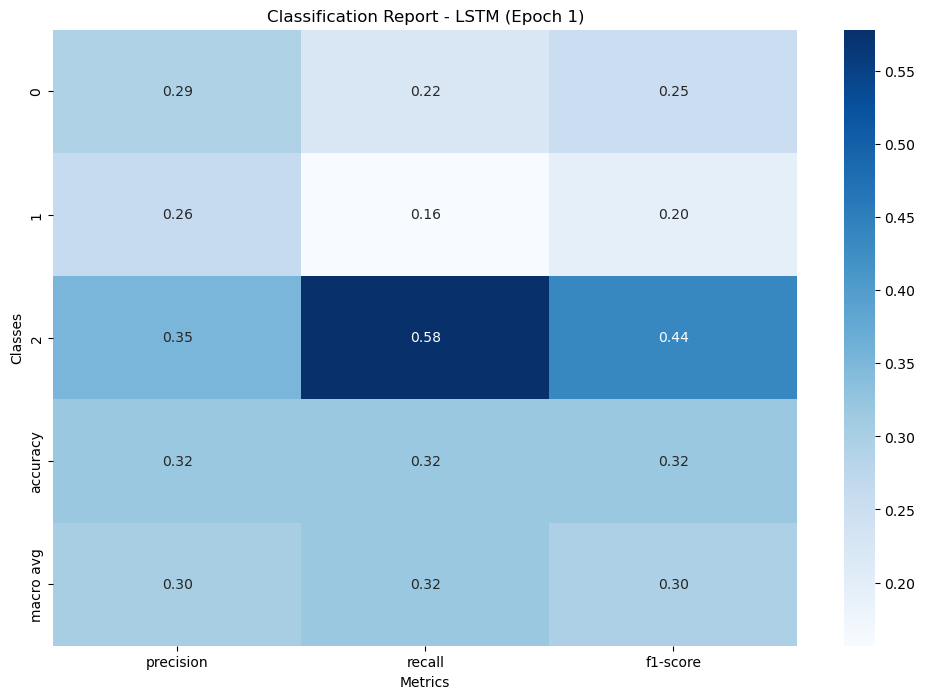 Classification Report - LSTM (Epoch 1)
Classes
0 0.29 0.22 0.25
1 0.26 0.16 0.20
2 0.35 0.58 0.44
accuracy 0.32 0.32 0.32
macro avg 0.30 0.32 0.30
precision recall f1-score
Metrics
0.55
0.50
0.45
0.40
0.35
0.30
0.25
0.20